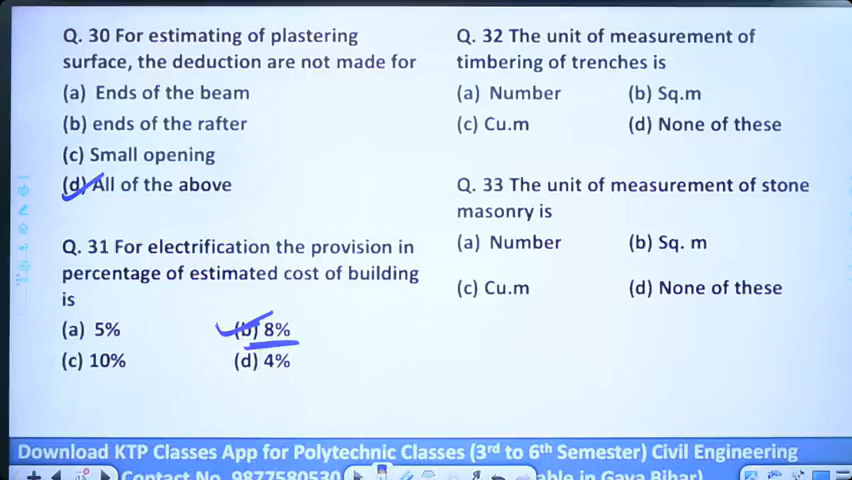 Q. 30 For estimating of plastering
surface, the deduction are not made for
(a) Ends of the beam
(b) ends of the rafter
(c) Small opening
(d) All of the above
Q. 31 For electrification the provision in
percentage of estimated cost of building
is
(a) 5%
(b) 8%
(c) 10%
(d) 4%
Q. 32 The unit of measurement of
timbering of trenches is
(a) Number
(b) Sq.m
(c) Cu.m
(d) None of these
Q. 33 The unit of measurement of stone
masonry is
(a) Number
(b) Sq. m
(c) Cu.m
(d) None of these
Download KTP Classes App for Polytechnic Classes (3rd to 6th Semester) Civil Engineering
Contact No. 9877580530 able in Gaya Bihar)